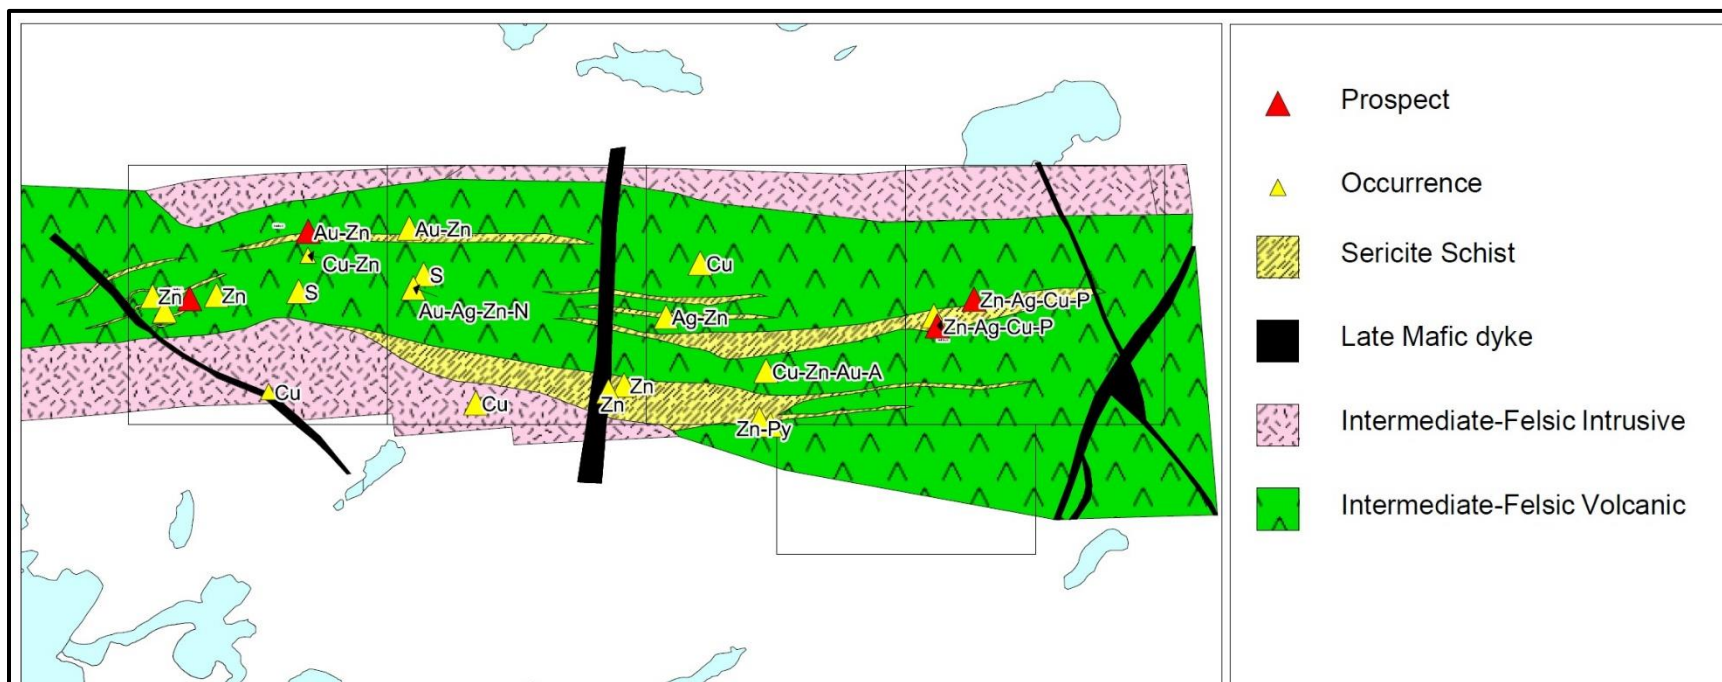 Au-Zn
Au-Zn
Cu-Zn
Cu
S
S
Zn
Zn
Au-Ag-Zn-N
Ag-Zn
Zn-Ag-Cu-P
Zn-Ag-Cu-P
Cu
Cu
Zn
Zn
Cu-Zn-Au-A
Zn-Py
Prospect
Occurrence
Sericite Schist
Late Mafic dyke
Intermediate-Felsic Intrusive
Intermediate-Felsic Volcanic